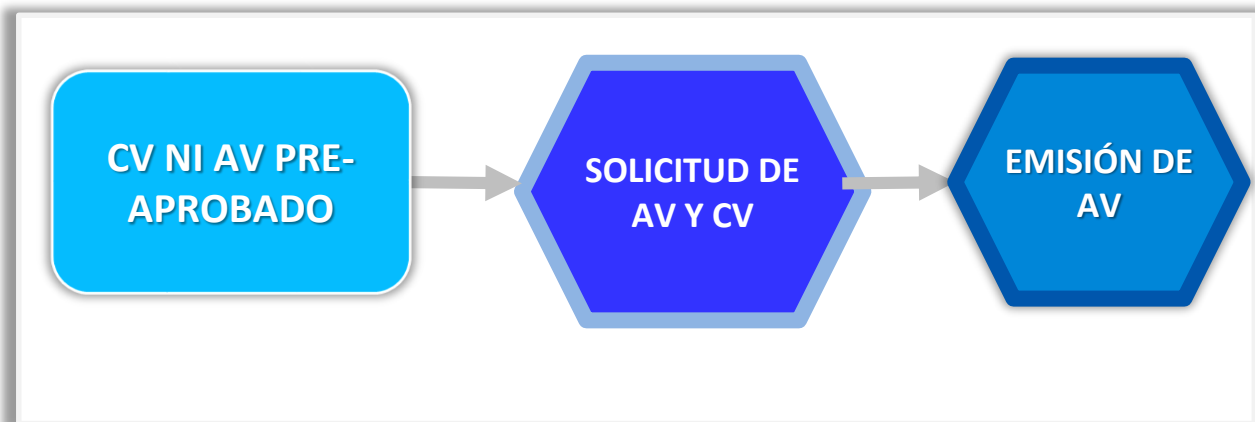 CV NI AV PRE-
APROBADO
SOLICITUD DE
AV Y CV
EMISIÓN DE
AV